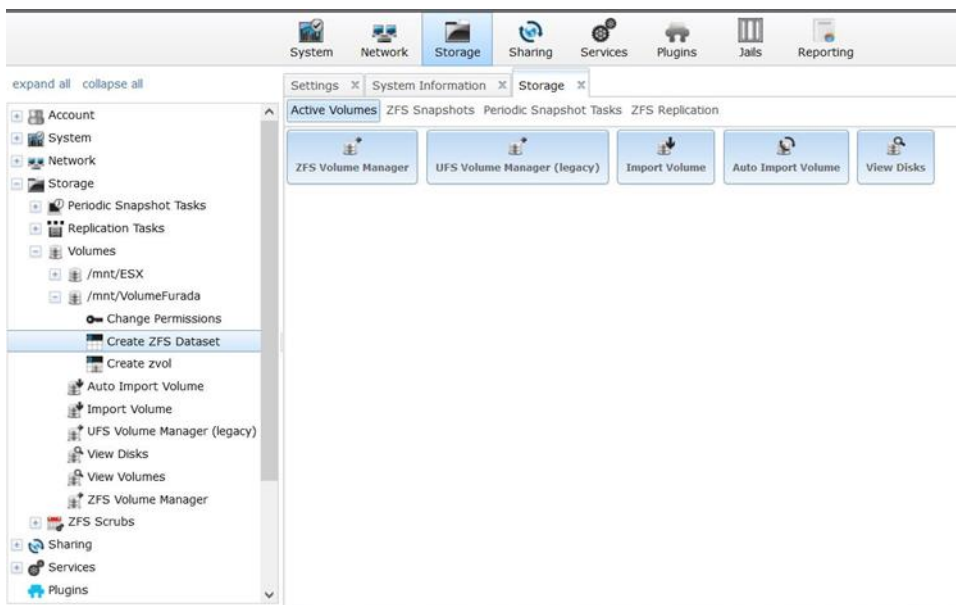 System Network Storage Sharing Services Plugins Jails Reporting
expand all collapse all
Settings System Information Storage
Active Volumes ZFS Snapshots Periodic Snapshot Tasks ZFS Replication
ZFS Volume Manager UFS Volume Manager (legacy) Import Volume Auto Import Volume View Disks
Account
System
Network
Storage
Periodic Snapshot Tasks
Replication Tasks
Volumes
/mnt/ESX
/mnt/VolumeFurada
Change Permissions
Create ZFS Dataset
Create zvol
Auto Import Volume
Import Volume
UFS Volume Manager (legacy)
View Disks
View Volumes
ZFS Volume Manager
ZFS Scrubs
Sharing
Services
Plugins